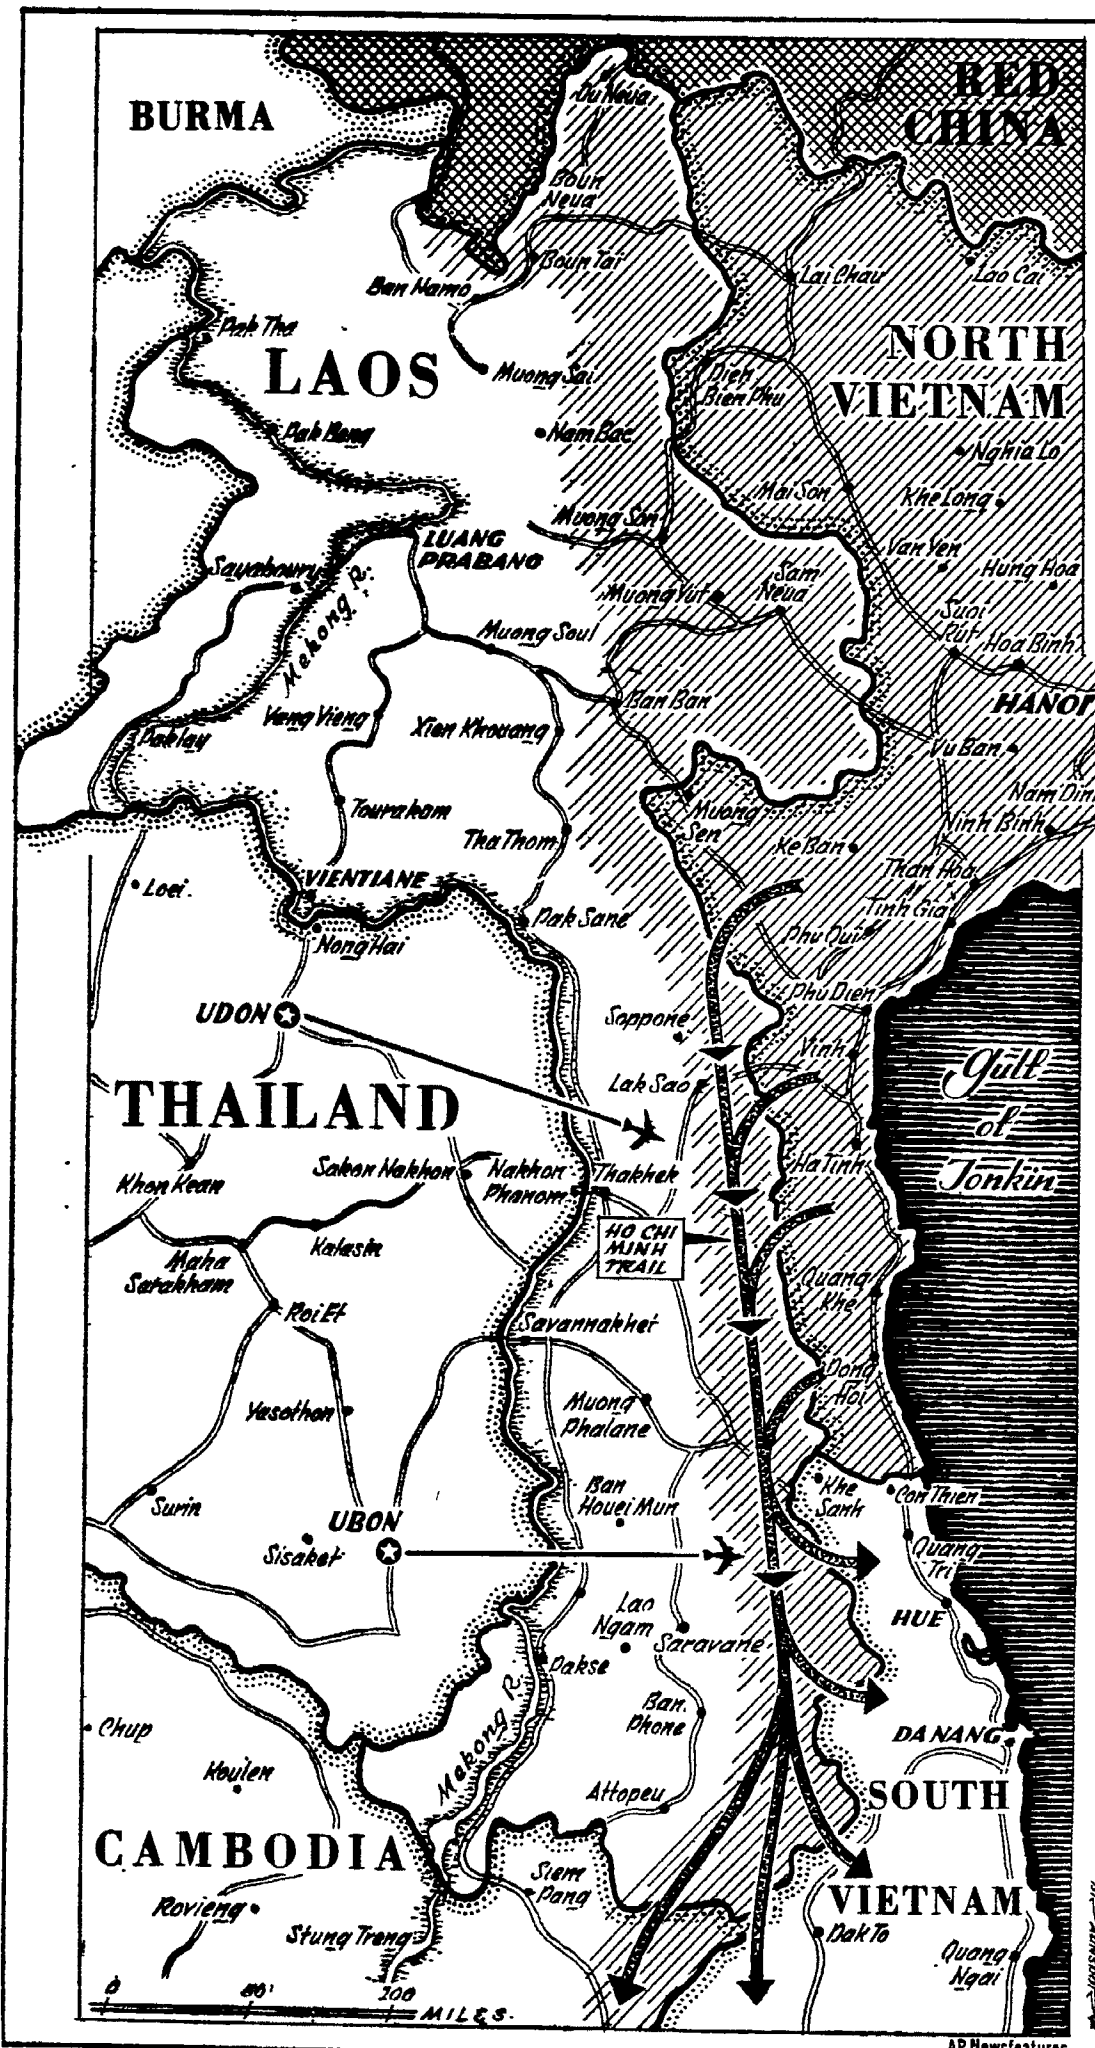 RED
CHINA
BURMA
Ou Neua
Boun
Neua
Boun Tai
Ban Namo
Lai Chau
Lao Cai
Pak Tha
NORTH
VIETNAM
LAOS
Muong Sai
Dien
Bien Phu
Pak Beng
Nam Bac
Nghia Lo
Mai Son
Khe Long
Muong Son
LUANG
PRABANG
Van Yen
Hung Hoa
Sayaboury
Mekong R.
Muong Yut
Sam
Neua
Suoi
Rut
Hoa Binh
Muong Soul
Ban Ban
HANOI
Paklay
Vang Vieng
Xien Khouang
Vu Ban
Tourakom
Muong
Sen
Nam Dinh
Ninh Binh
Tha Thom
Ke Ban
Than Hoa
Loei
VIENTIANE
Tinh Gia
Pak Sane
Nong Hai
Phu Qui
Phu Dien
UDON
Soppone
Vinh
Gulf
of
Tonkin
Lak Sao
THAILAND
Ha Tinh
Khon Kean
Sakon Nakhon
Nakhon
Phanom
Thakhek
HO CHI
MINH
TRAIL
Kalasin
Maha
Sarakham
Quang
Khe
Roi Et
Savannakhet
Dong
Hoi
Yasothon
Muong
Phalane
Ban
Houei Mun
Khe
Sanh
Con Thien
Surin
UBON
Sisaket
Quang
Tri
Lao
Ngam
Saravane
HUE
Pakse
Mekong R.
Ban
Phone
Chup
DA NANG
Koulen
Attopeu
SOUTH
VIETNAM
CAMBODIA
Siem
Pang
Rovieng
Stung Treng
Dak To
Quang
Ngai
0 200
MILES
AP Newsfeatures